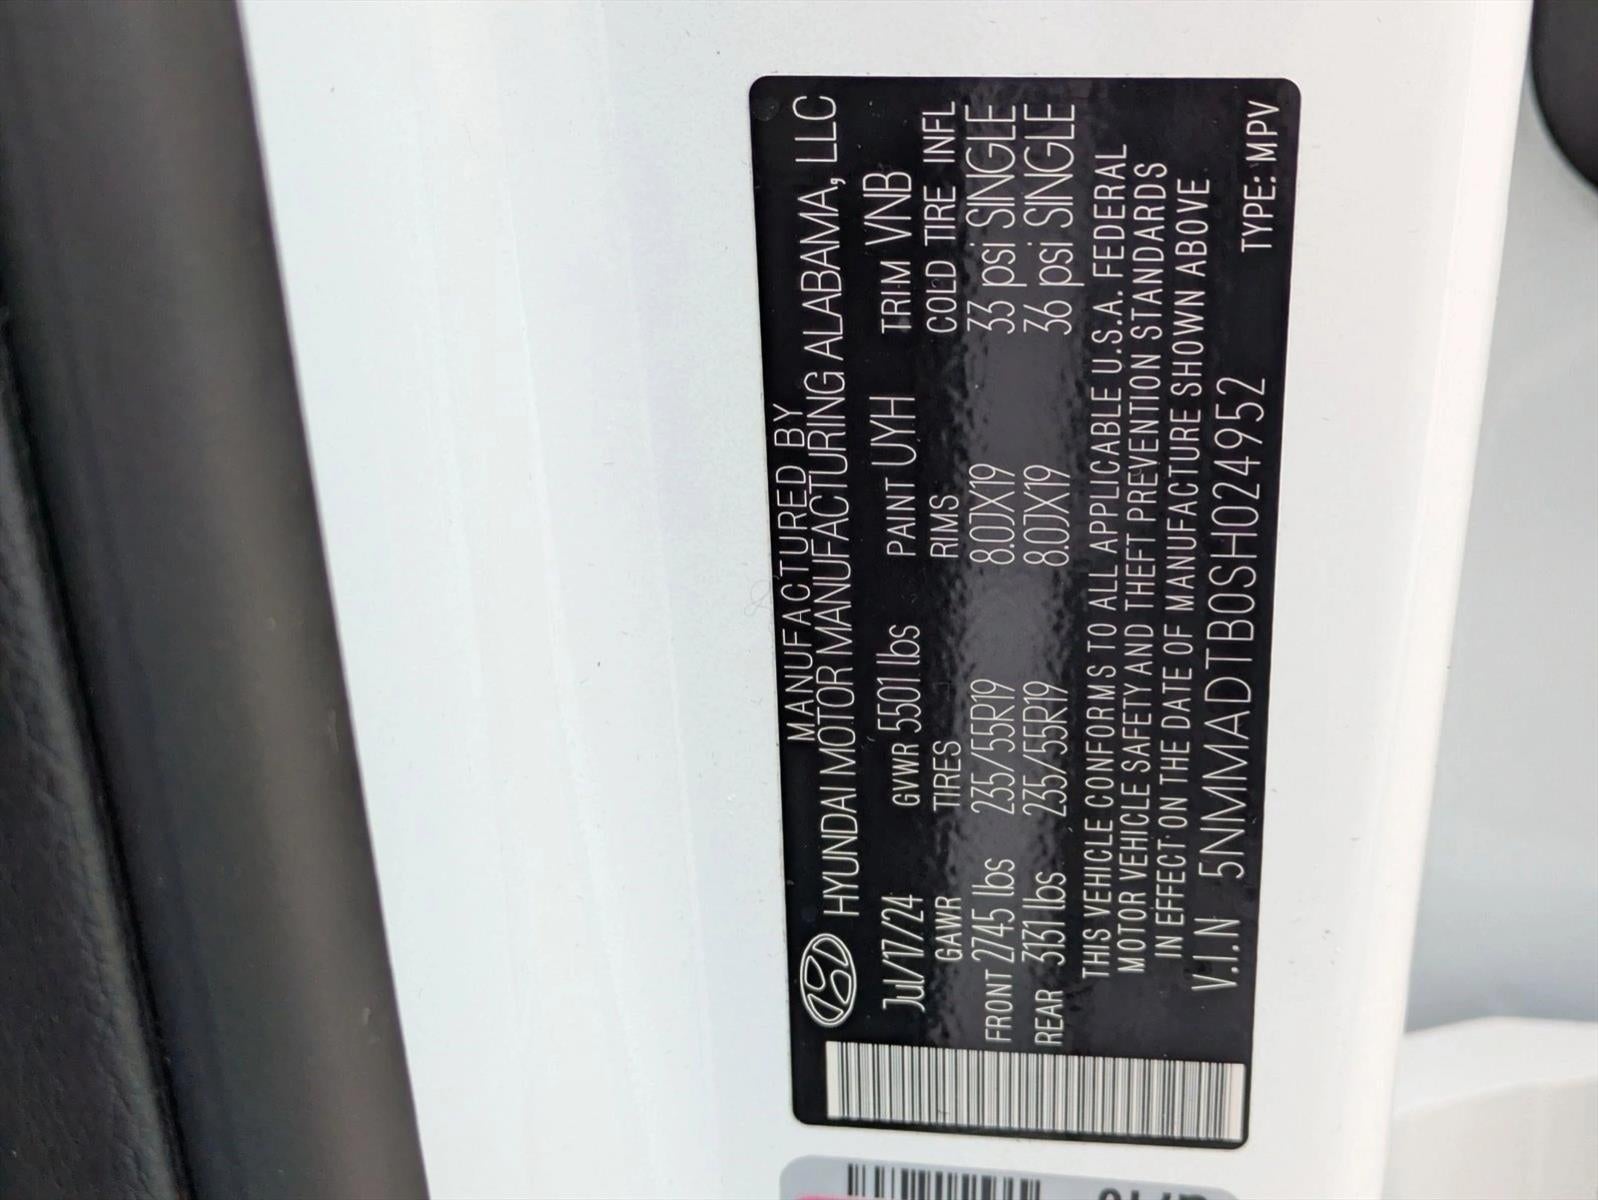 MANUFACTURED BY
HYUNDAI MOTOR MANUFACTURING ALABAMA, LLC
Jul/17/24 GVWR 5501 lbs PAINT UYH TRIM VNB
GAWR TIRES RIMS COLD TIRE INFL
FRONT 2745 lbs 235/55R19 8.0JX19 33 psi SINGLE
REAR 3131 lbs 235/55R19 8.0JX19 36 psi SINGLE
THIS VEHICLE CONFORMS TO ALL APPLICABLE U.S.A. FEDERAL
MOTOR VEHICLE SAFETY AND THEFT PREVENTION STANDARDS
IN EFFECT ON THE DATE OF MANUFACTURE SHOWN ABOVE
V.I.N 5NMMADTB0SH024952 TYPE: MPV